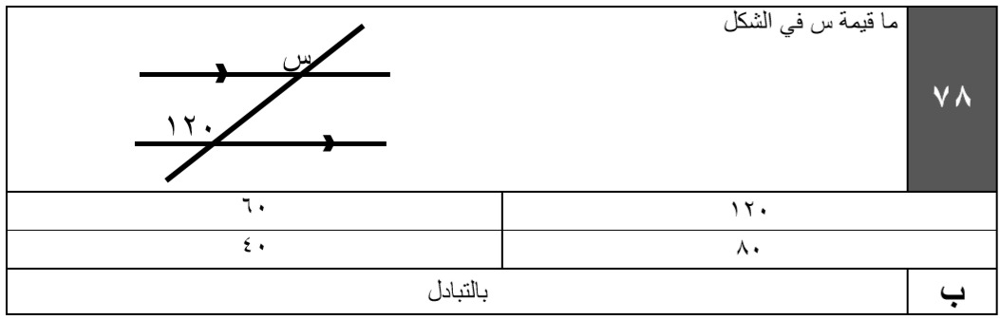 ٧٨
ما قيمة س في الشكل
س
١٢٠
١٢٠
٦٠
٨٠
٤٠
ب
بالتبادل